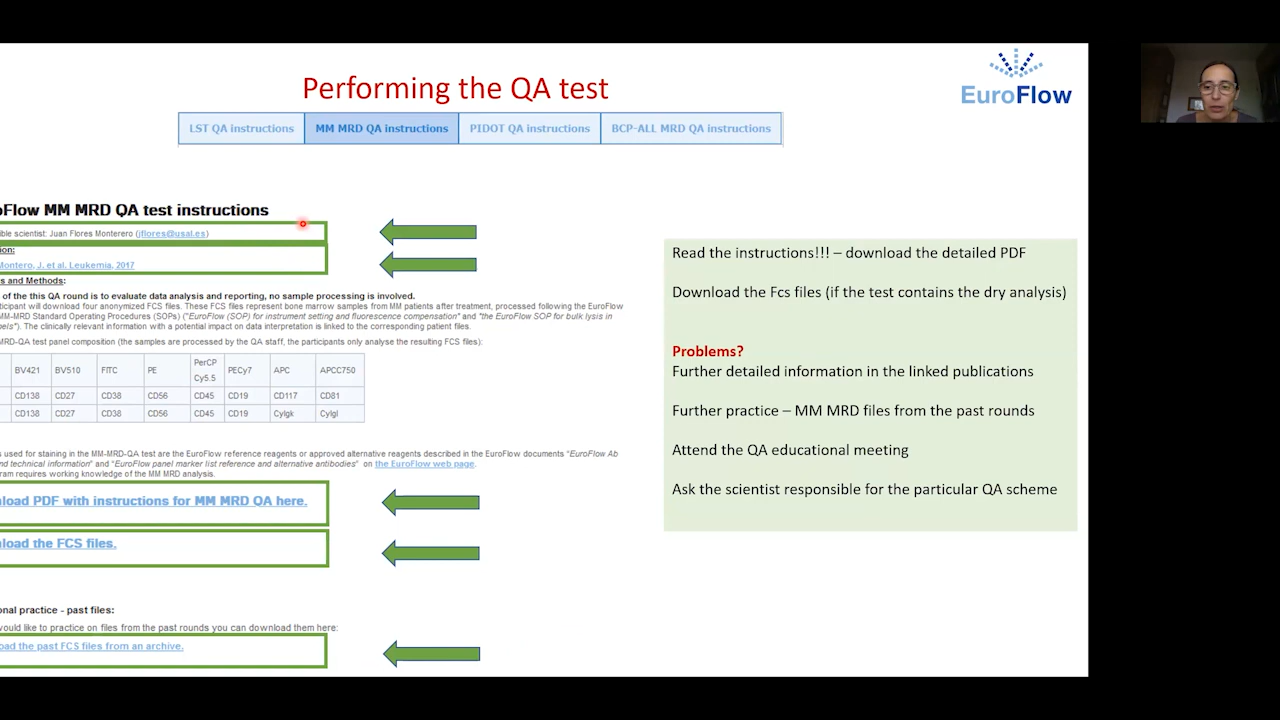 Performing the QA test
EuroFlow
LST QA instructions MM MRD QA instructions PIDOT QA instructions BCP-ALL MRD QA instructions
oFlow MM MRD QA test instructions
ible scientist: Juan Flores Montero (jflores@usal.es)
ion:
Montero, J, et al. Leukemia, 2017
s and Methods:
of the this QA round is to evaluate data analysis and reporting, no sample processing is involved.
ticipant will download four anonymized FCS files. These FCS files represent bone marrow samples from MM patients after treatment, processed following the EuroFlow
MM-MRD Standard Operating Procedures (SOPs) ("EuroFlow (SOP) for instrument setting and fluorescence compensation" and "the EuroFlow SOP for bulk lysis in
nels"). The clinically relevant information with a potential impact on data interpretation is linked to the corresponding patient files.
MRD-QA test panel composition (the samples are processed by the QA staff, the participants only analyse the resulting FCS files):
BV421 BV510 FITC PE PerCP Cy5.5 PECy7 APC APCC750
CD138 CD27 CD38 CD56 CD45 CD19 CD117 CD81
CD138 CD27 CD38 CD56 CD45 CD19 CyIgk CyIgl
s used for staining in the MM-MRD-QA test are the EuroFlow reference reagents or approved alternative reagents described in the EuroFlow documents "EuroFlow Ab
nd technical information" and "EuroFlow panel marker list reference and alternative antibodies" on the EuroFlow web page.
ram requires working knowledge of the MM MRD analysis.
nload PDF with instructions for MM MRD QA here.
nload the FCS files.
onal practice - past files:
would like to practice on files from the past rounds you can download them here:
oad the past FCS files from an archive.
Read the instructions!!! – download the detailed PDF
Download the Fcs files (if the test contains the dry analysis)
Problems?
Further detailed information in the linked publications
Further practice – MM MRD files from the past rounds
Attend the QA educational meeting
Ask the scientist responsible for the particular QA scheme